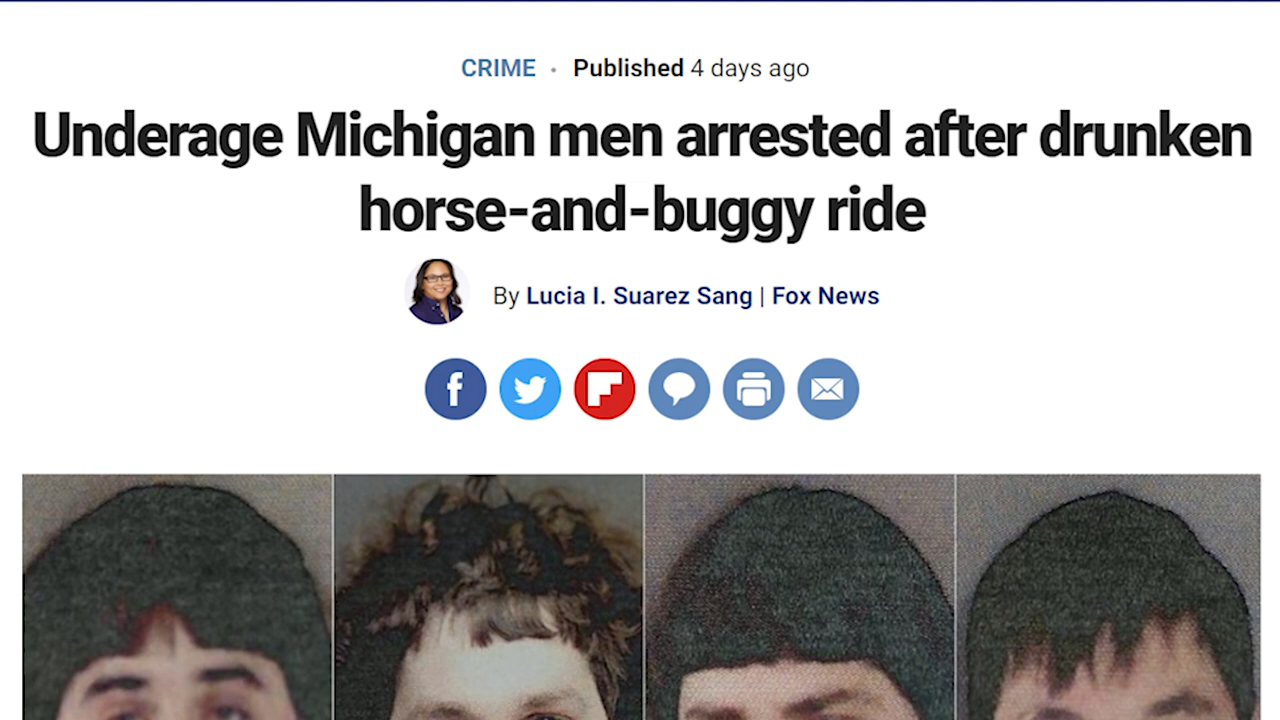 CRIME · Published 4 days ago
Underage Michigan men arrested after drunken
horse-and-buggy ride
By Lucia I. Suarez Sang | Fox News